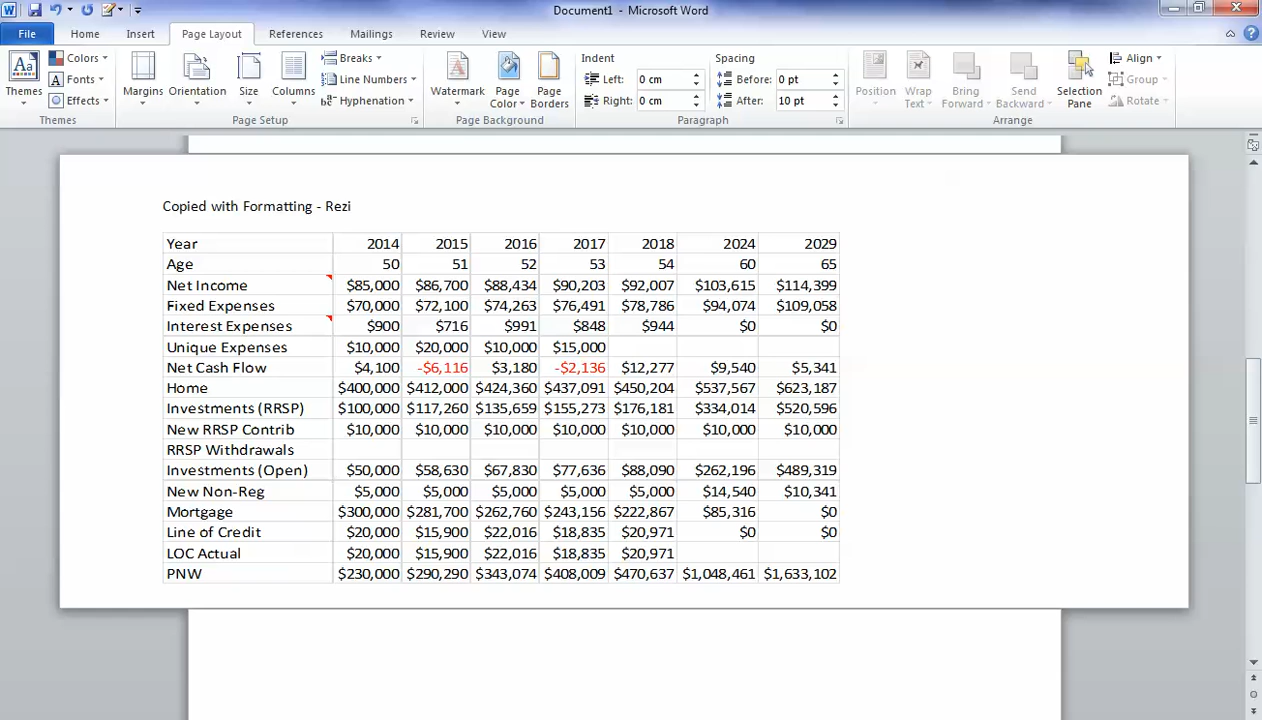 Document1 - Microsoft Word
File Home Insert Page Layout References Mailings Review View
Themes
Colors
Fonts
Effects
Themes
Margins
Orientation
Size
Columns
Breaks
Line Numbers
Hyphenation
Page Setup
Watermark
Page Color
Page Borders
Page Background
Indent
Left: 0 cm
Right: 0 cm
Spacing
Before: 0 pt
After: 10 pt
Paragraph
Position
Wrap Text
Bring Forward
Send Backward
Selection Pane
Align
Group
Rotate
Arrange
Copied with Formatting - Rezi
Year 2014 2015 2016 2017 2018 2024 2029
Age 50 51 52 53 54 60 65
Net Income $85,000 $86,700 $88,434 $90,203 $92,007 $103,615 $114,399
Fixed Expenses $70,000 $72,100 $74,263 $76,491 $78,786 $94,074 $109,058
Interest Expenses $900 $716 $991 $848 $944 $0 $0
Unique Expenses $10,000 $20,000 $10,000 $15,000
Net Cash Flow $4,100 -$6,116 $3,180 -$2,136 $12,277 $9,540 $5,341
Home $400,000 $412,000 $424,360 $437,091 $450,204 $537,567 $623,187
Investments (RRSP) $100,000 $117,260 $135,659 $155,273 $176,181 $334,014 $520,596
New RRSP Contrib $10,000 $10,000 $10,000 $10,000 $10,000 $10,000 $10,000
RRSP Withdrawals
Investments (Open) $50,000 $58,630 $67,830 $77,636 $88,090 $262,196 $489,319
New Non-Reg $5,000 $5,000 $5,000 $5,000 $5,000 $14,540 $10,341
Mortgage $300,000 $281,700 $262,760 $243,156 $222,867 $85,316 $0
Line of Credit $20,000 $15,900 $22,016 $18,835 $20,971 $0 $0
LOC Actual $20,000 $15,900 $22,016 $18,835 $20,971
PNW $230,000 $290,290 $343,074 $408,009 $470,637 $1,048,461 $1,633,102